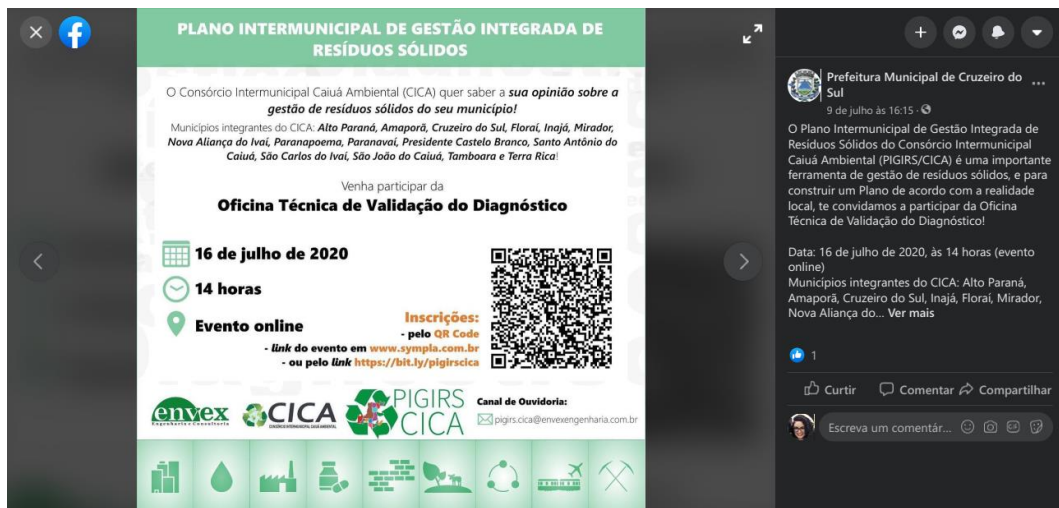 PLANO INTERMUNICIPAL DE GESTÃO INTEGRADA DE
RESÍDUOS SÓLIDOS
O Consórcio Intermunicipal Caiuá Ambiental (CICA) quer saber a sua opinião sobre a
gestão de resíduos sólidos do seu município!
Municípios integrantes do CICA: Alto Paraná, Amaporã, Cruzeiro do Sul, Floraí, Inajá, Mirador,
Nova Aliança do Ivaí, Paranapoema, Paranavaí, Presidente Castelo Branco, Santo Antônio do
Caiuá, São Carlos do Ivaí, São João do Caiuá, Tamboara e Terra Rica!
Venha participar da
Oficina Técnica de Validação do Diagnóstico
16 de julho de 2020
14 horas
Evento online
Inscrições:
- pelo QR Code
- link do evento em www.sympla.com.br
- ou pelo link https://bit.ly/pigirscica
envex
Engenharia e Consultoria
CICA
CONSÓRCIO INTERMUNICIPAL CAIUÁ AMBIENTAL
PIGIRS
CICA
Canal de Ouvidoria:
pigirs.cica@envexengenharia.com.br
Prefeitura Municipal de Cruzeiro do
Sul
9 de julho às 16:15 ·
O Plano Intermunicipal de Gestão Integrada de
Resíduos Sólidos do Consórcio Intermunicipal
Caiuá Ambiental (PIGIRS/CICA) é uma importante
ferramenta de gestão de resíduos sólidos, e para
construir um Plano de acordo com a realidade
local, te convidamos a participar da Oficina
Técnica de Validação do Diagnóstico!
Data: 16 de julho de 2020, às 14 horas (evento
online)
Municípios integrantes do CICA: Alto Paraná,
Amaporã, Cruzeiro do Sul, Inajá, Floraí, Mirador,
Nova Aliança do... Ver mais
1
Curtir Comentar Compartilhar
Escreva um comentár...